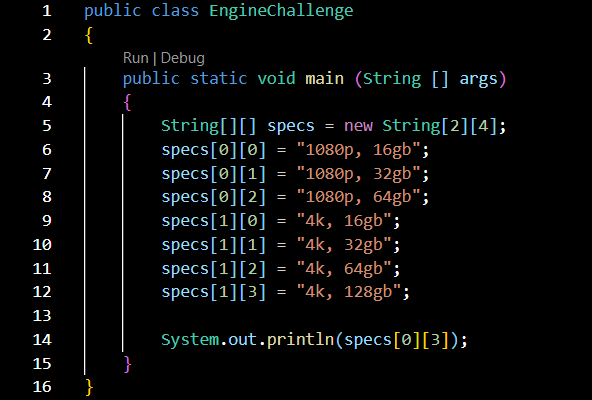 1 public class EngineChallenge
2 {
Run | Debug
3 public static void main (String [] args)
4 {
5 String[][] specs = new String[2][4];
6 specs[0][0] = "1080p, 16gb";
7 specs[0][1] = "1080p, 32gb";
8 specs[0][2] = "1080p, 64gb";
9 specs[1][0] = "4k, 16gb";
10 specs[1][1] = "4k, 32gb";
11 specs[1][2] = "4k, 64gb";
12 specs[1][3] = "4k, 128gb";
13
14 System.out.println(specs[0][3]);
15 }
16 }